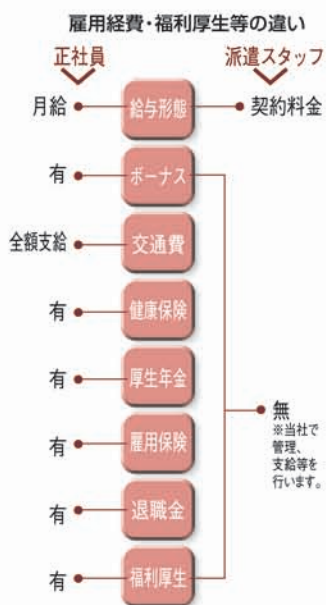 雇用経費・福利厚生等の違い
正社員 派遣スタッフ
月給 給与形態 契約料金
有 ボーナス
全額支給 交通費
有 健康保険
有 厚生年金
無
※当社で
管理、
支給等を
行います。
有 雇用保険
有 退職金
有 福利厚生